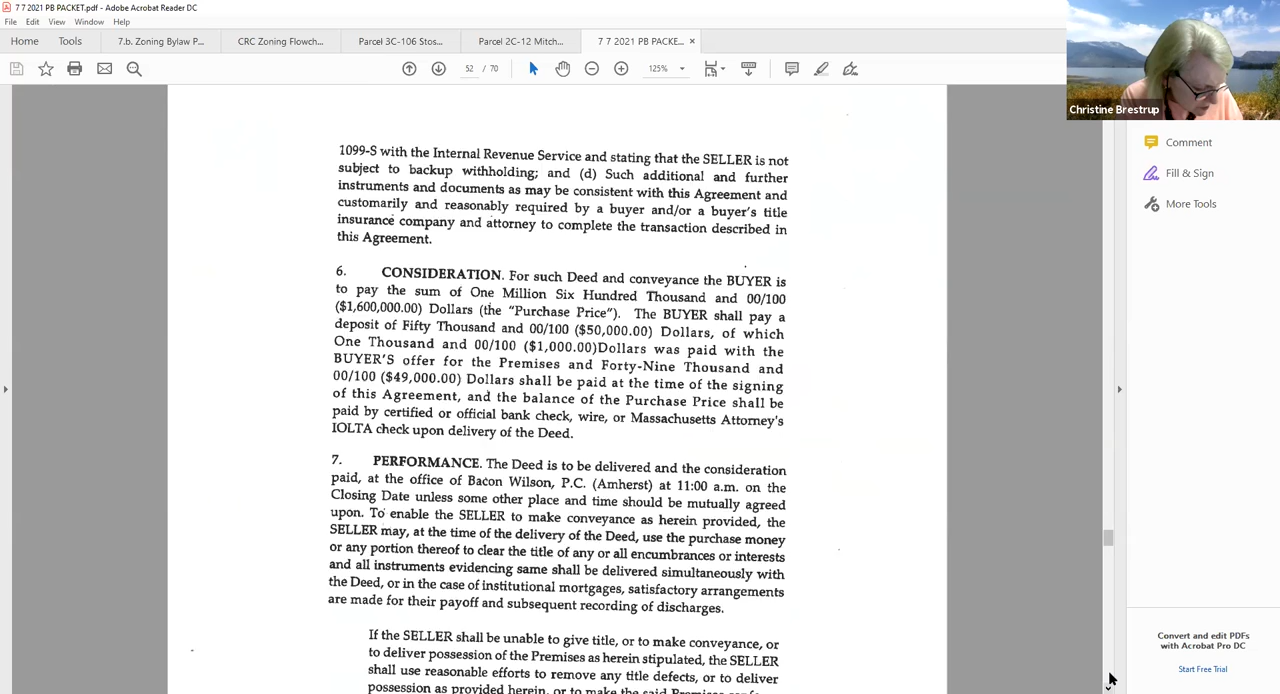 7 7 2021 PB PACKET.pdf - Adobe Acrobat Reader DC
File Edit View Window Help
Home Tools 7.b. Zoning Bylaw P... CRC Zoning Flowch... Parcel 3C-106 Stos... Parcel 2C-12 Mitch... 7 7 2021 PB PACKE... ×
52 / 70 125%
Christine Brestrup
Comment
Fill & Sign
More Tools
1099-S with the Internal Revenue Service and stating that the SELLER is not
subject to backup withholding; and (d) Such additional and further
instruments and documents as may be consistent with this Agreement and
customarily and reasonably required by a buyer and/or a buyer's title
insurance company and attorney to complete the transaction described in
this Agreement.
6. CONSIDERATION. For such Deed and conveyance the BUYER is
to pay the sum of One Million Six Hundred Thousand and 00/100
($1,600,000.00) Dollars (the “Purchase Price”). The BUYER shall pay a
deposit of Fifty Thousand and 00/100 ($50,000.00) Dollars, of which
One Thousand and 00/100 ($1,000.00)Dollars was paid with the
BUYER'S offer for the Premises and Forty-Nine Thousand and
00/100 ($49,000.00) Dollars shall be paid at the time of the signing
of this Agreement, and the balance of the Purchase Price shall be
paid by certified or official bank check, wire, or Massachusetts Attorney's
IOLTA check upon delivery of the Deed.
7. PERFORMANCE. The Deed is to be delivered and the consideration
paid, at the office of Bacon Wilson, P.C. (Amherst) at 11:00 a.m. on the
Closing Date unless some other place and time should be mutually agreed
upon. To enable the SELLER to make conveyance as herein provided, the
SELLER may, at the time of the delivery of the Deed, use the purchase money
or any portion thereof to clear the title of any or all encumbrances or interests
and all instruments evidencing same shall be delivered simultaneously with
the Deed, or in the case of institutional mortgages, satisfactory arrangements
are made for their payoff and subsequent recording of discharges.
If the SELLER shall be unable to give title, or to make conveyance, or
to deliver possession of the Premises as herein stipulated, the SELLER
shall use reasonable efforts to remove any title defects, or to deliver
possession as provided herein, or to make the said Premises
Convert and edit PDFs
with Acrobat Pro DC
Start Free Trial